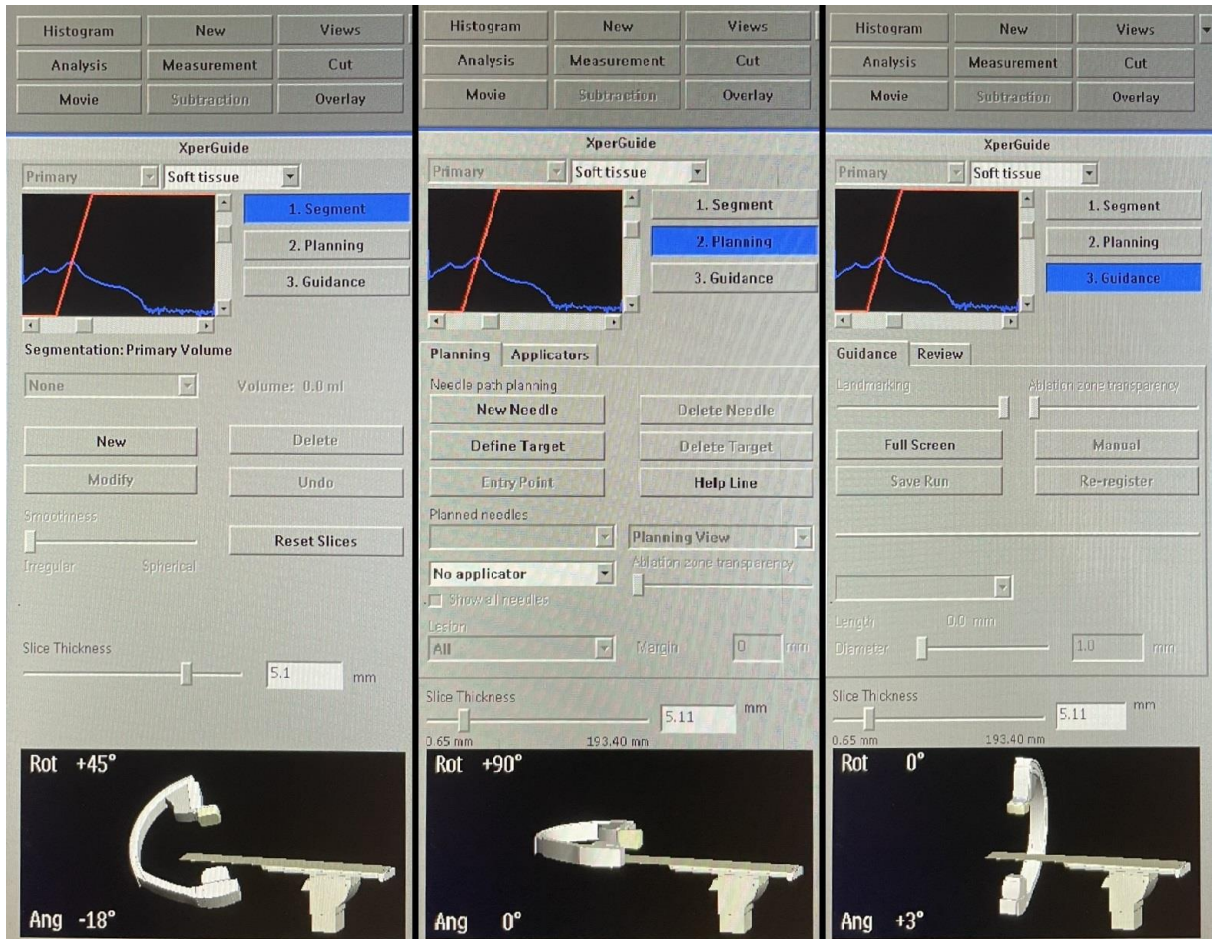 Histogram New Views
Analysis Measurement Cut
Movie Subtraction Overlay
XperGuide
Primary Soft tissue
1. Segment
2. Planning
3. Guidance
Segmentation: Primary Volume
None Volume: 0.0 ml
New Delete
Modify Undo
Smoothness
Reset Slices
Irregular Spherical
Slice Thickness
5.1 mm
Rot +45°
Ang -18°
Histogram New Views
Analysis Measurement Cut
Movie Subtraction Overlay
XperGuide
Primary Soft tissue
1. Segment
2. Planning
3. Guidance
Planning Applicators
Needle path planning
New Needle Delete Needle
Define Target Delete Target
Entry Point Help Line
Planned needles
Planning View
Ablation zone transparency
No applicator
Show all needles
Lesion
All Margin 0 mm
Slice Thickness
5.11 mm
0.65 mm 193.40 mm
Rot +90°
Ang 0°
Histogram New Views
Analysis Measurement Cut
Movie Subtraction Overlay
XperGuide
Primary Soft tissue
1. Segment
2. Planning
3. Guidance
Guidance Review
Landmarking Ablation zone transparency
Full Screen Manual
Save Run Re-register
Length 0.0 mm
Diameter 1.0 mm
Slice Thickness
5.11 mm
0.65 mm 193.40 mm
Rot 0°
Ang +3°